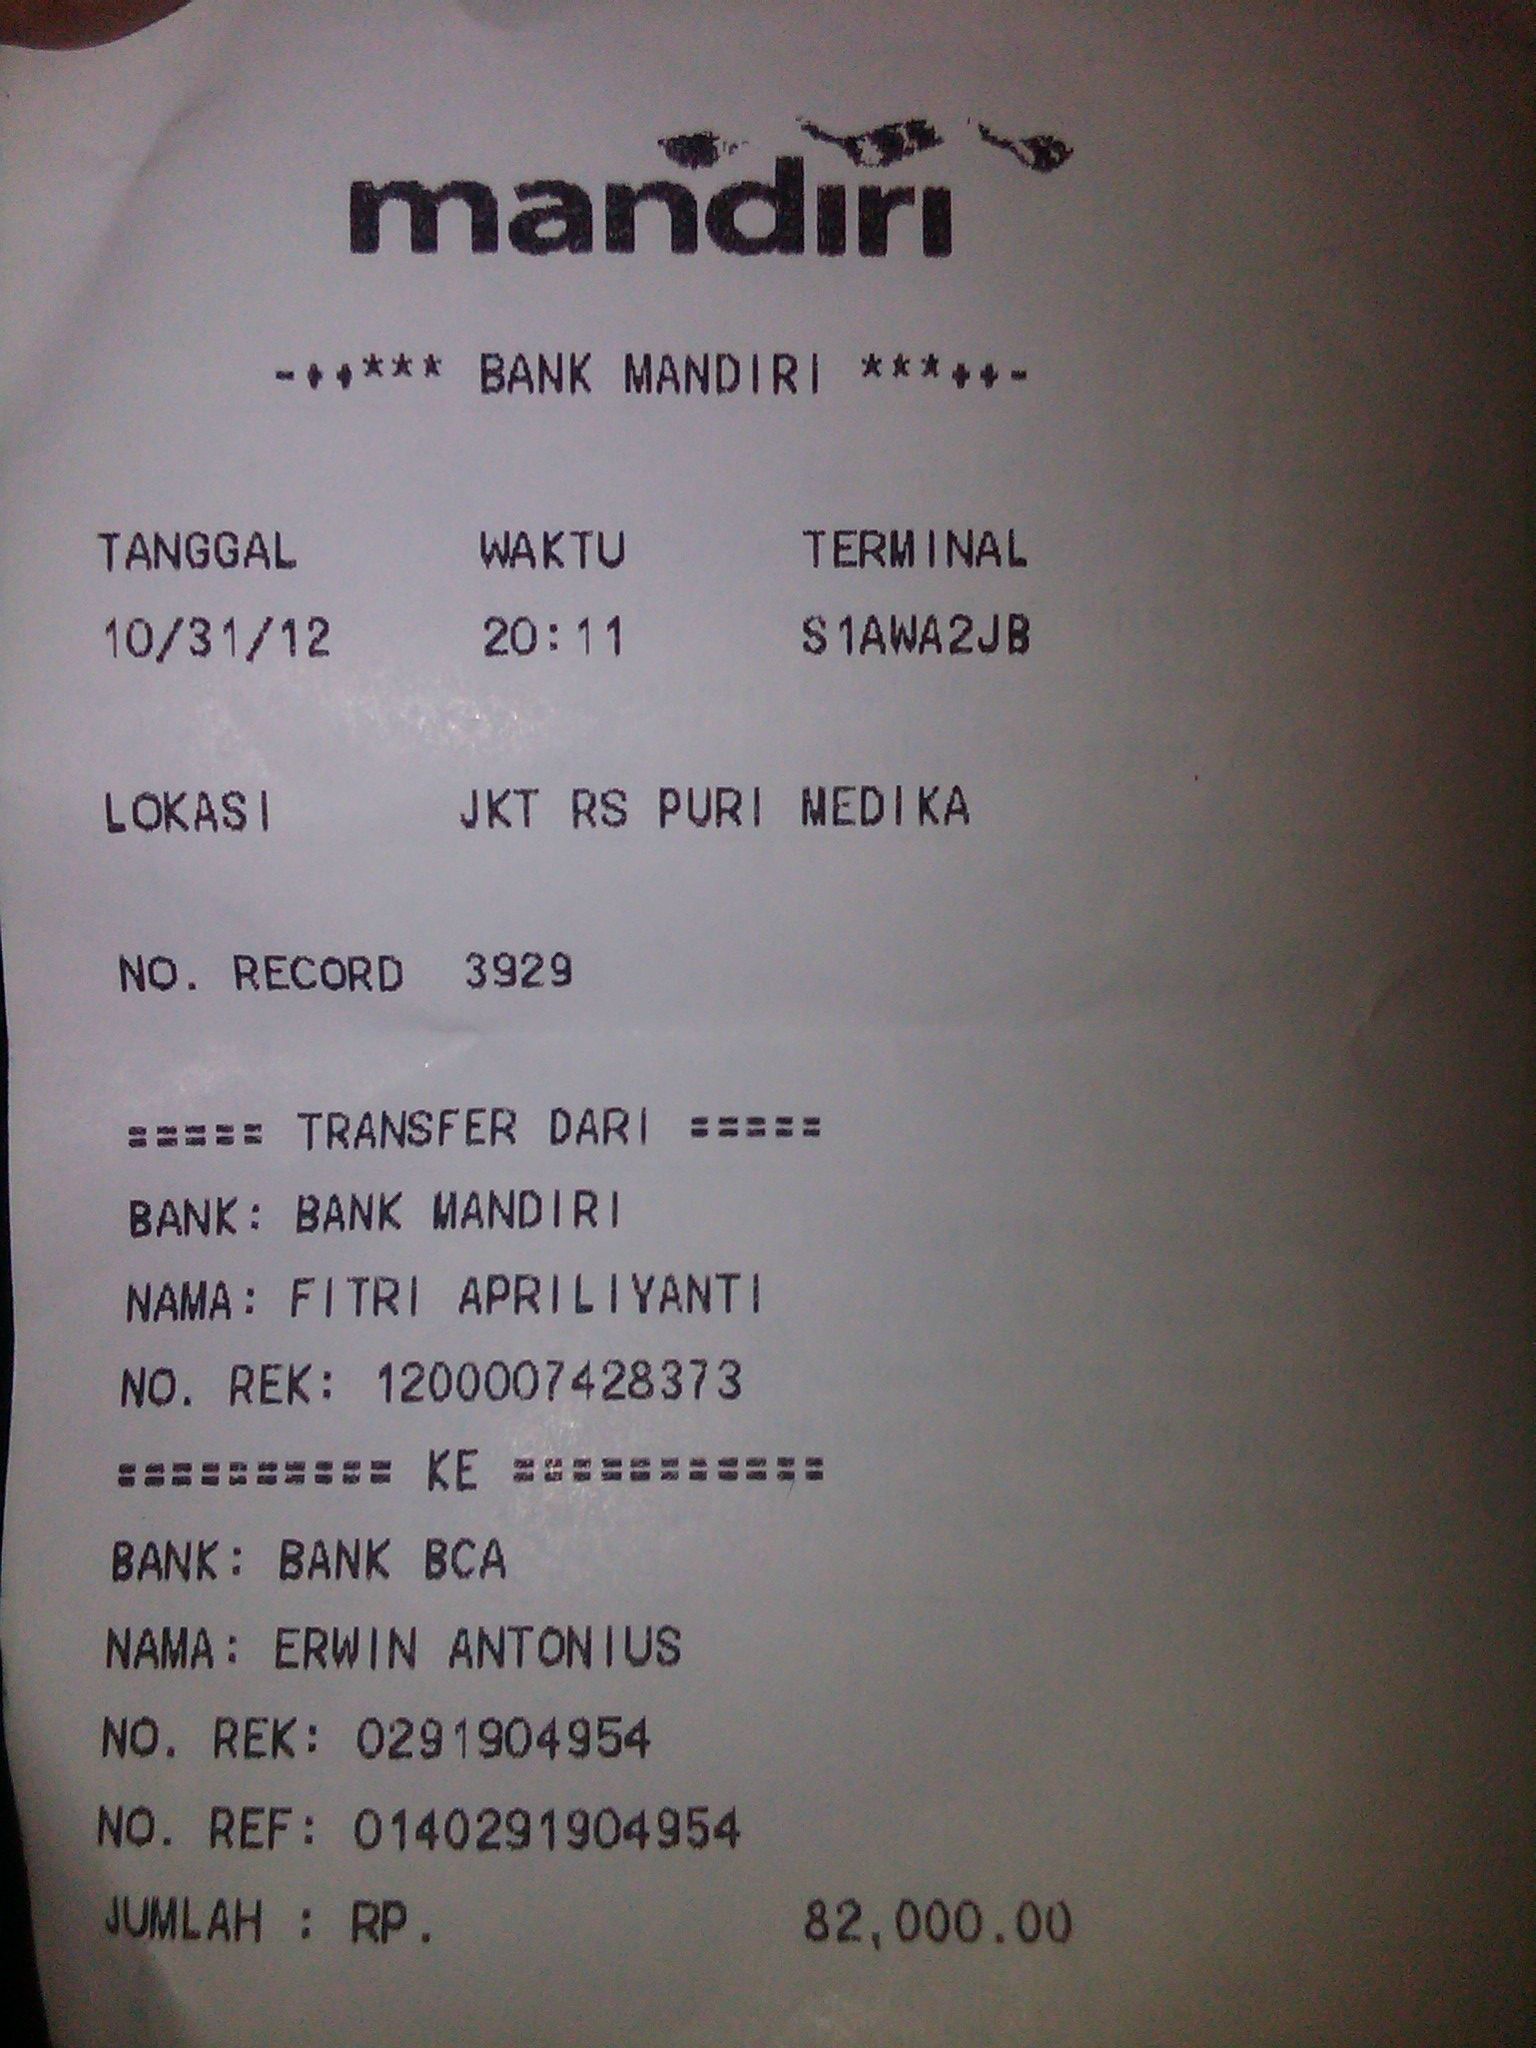 mandiri
-++*** BANK MANDIRI ***++-
TANGGAL WAKTU TERMINAL
10/31/12 20:11 S1AWA2JB
LOKASI JKT RS PURI MEDIKA
NO. RECORD 3929
===== TRANSFER DARI =====
BANK: BANK MANDIRI
NAMA: FITRI APRILIYANTI
NO. REK: 1200007428373
========== KE ===========
BANK: BANK BCA
NAMA: ERWIN ANTONIUS
NO. REK: 0291904954
NO. REF: 0140291904954
JUMLAH : RP. 82,000.00